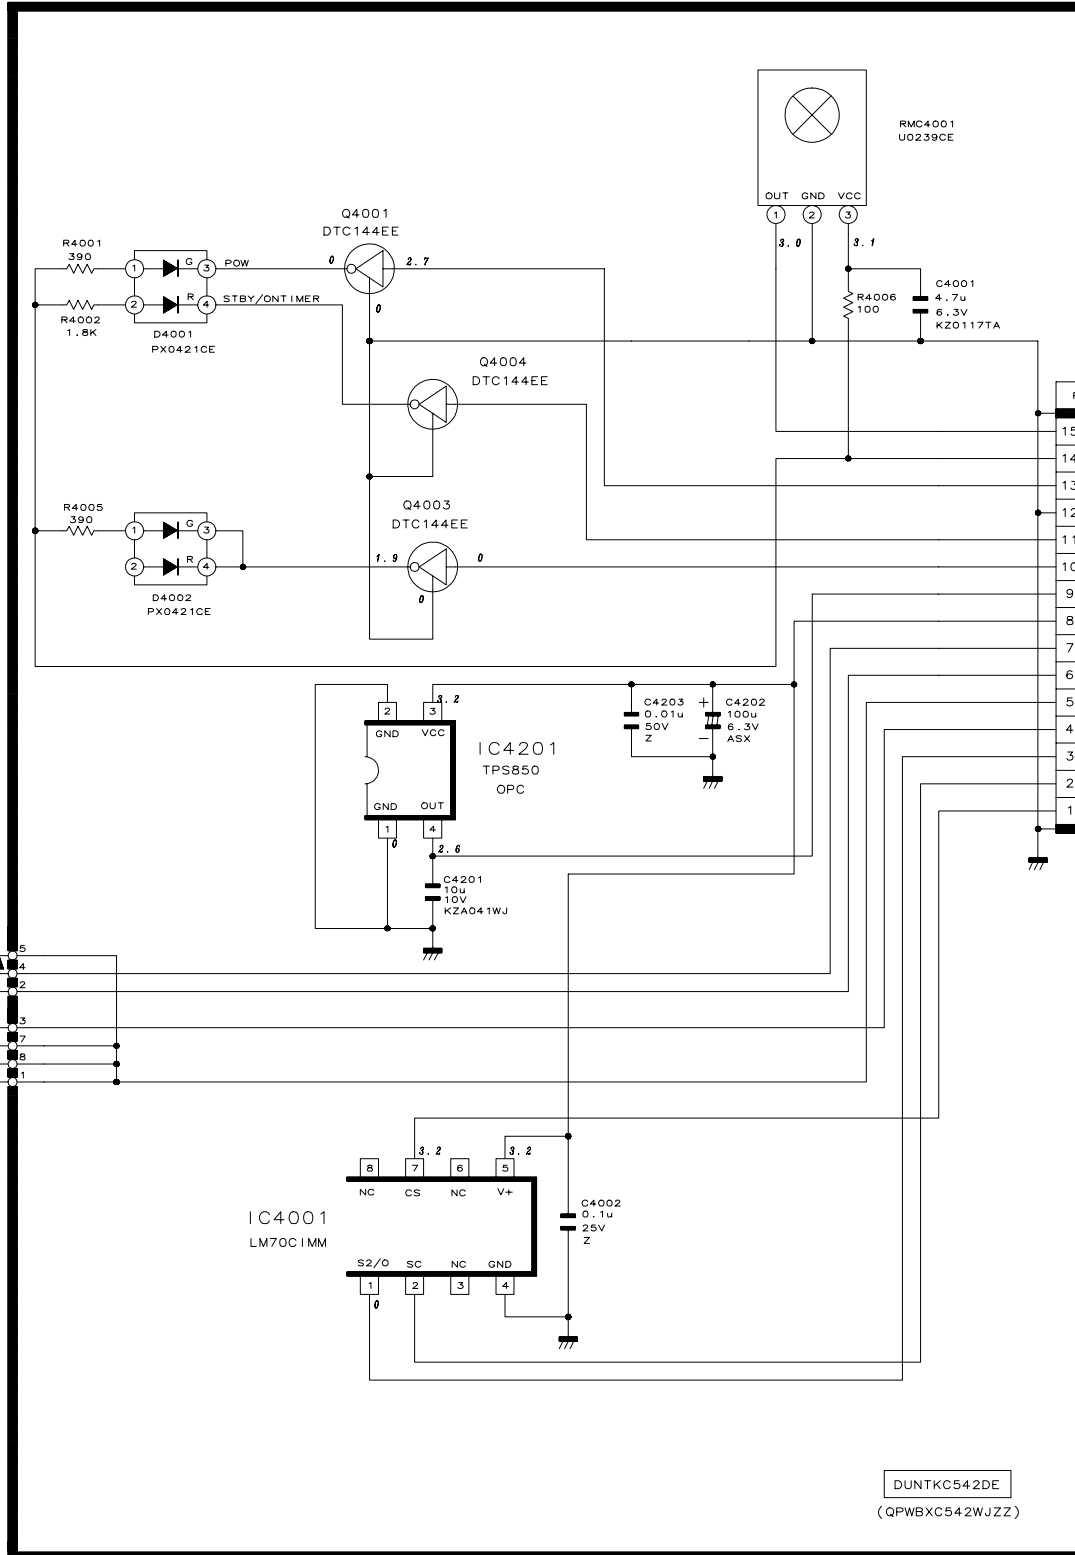 RMC4001
U0239CE
OUT GND VCC
1 2 3
3.0 3.1
Q4001
DTC144EE
R4001
390
1 G 3 POW
0 2.7
2 R 4 STBY/ONTIMER
R4002
1.8K
D4001
PX0421CE
0
R4006
100
C4001
4.7u
6.3V
KZ0117TA
Q4004
DTC144EE
15
14
13
12
11
10
9
8
7
6
5
4
3
2
1
R4005
390
Q4003
DTC144EE
1 G 3
2 R 4
1.9 0
0
D4002
PX0421CE
2 3
3.2
GND VCC
IC4201
TPS850
OPC
GND OUT
1 4
0 2.6
C4203
0.01u
50V
Z
+
-
C4202
100u
6.3V
ASX
C4201
10u
10V
KZA041WJ
5
4
2
3
7
8
1
3.2 3.2
8 7 6 5
NC CS NC V+
IC4001
LM70CIMM
S2/O SC NC GND
1 2 3 4
0
C4002
0.1u
25V
Z
DUNTKC542DE
(QPWBXC542WJZZ)